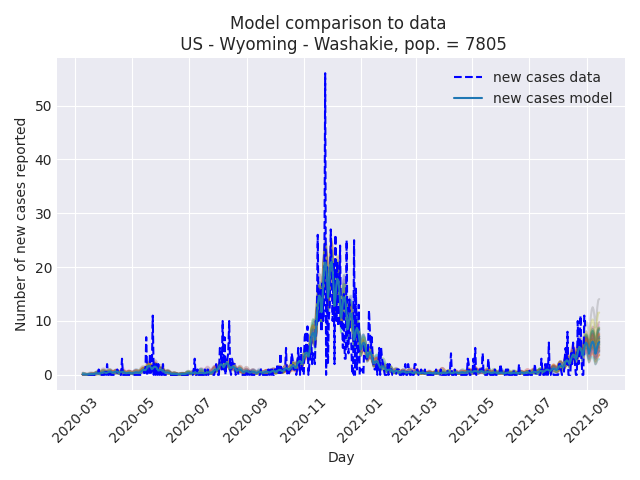 Model comparison to data
US - Wyoming - Washakie, pop. = 7805
new cases data
new cases model
Number of new cases reported
50
40
30
20
10
0
2020-03
2020-05
2020-07
2020-09
2020-11
2021-01
2021-03
2021-05
2021-07
2021-09
Day